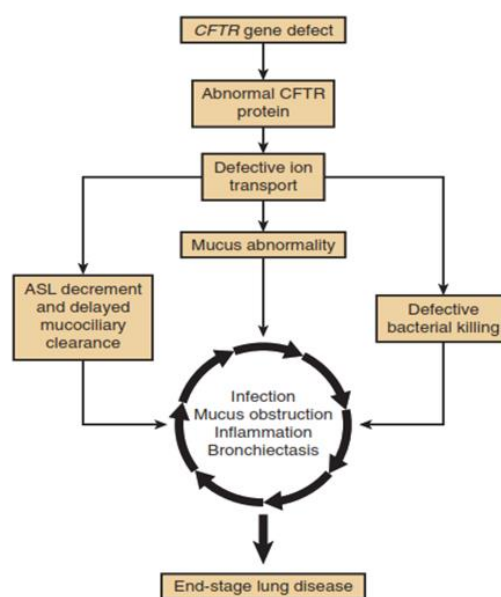 CFTR gene defect
Abnormal CFTR
protein
Defective ion
transport
Mucus abnormality
ASL decrement
and delayed
mucociliary
clearance
Defective
bacterial killing
Infection
Mucus obstruction
Inflammation
Bronchiectasis
End-stage lung disease